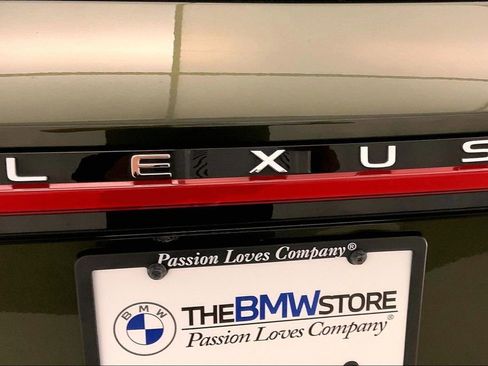 LEXUS
Passion Loves Company®
BMW
THEBMWSTORE
Passion Loves Company®